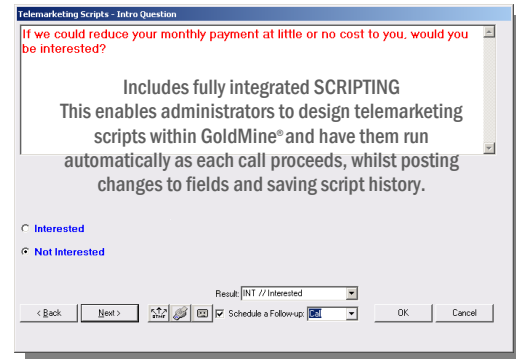 Telemarketing Scripts - Intro Question
If we could reduce your monthly payment at little or no cost to you, would you
be interested?
Includes fully integrated SCRIPTING
This enables administrators to design telemarketing
scripts within GoldMine® and have them run
automatically as each call proceeds, whilst posting
changes to fields and saving script history.
Interested
Not Interested
Result: INT // Interested
< Back Next > START Schedule a Follow-up: Call OK Cancel